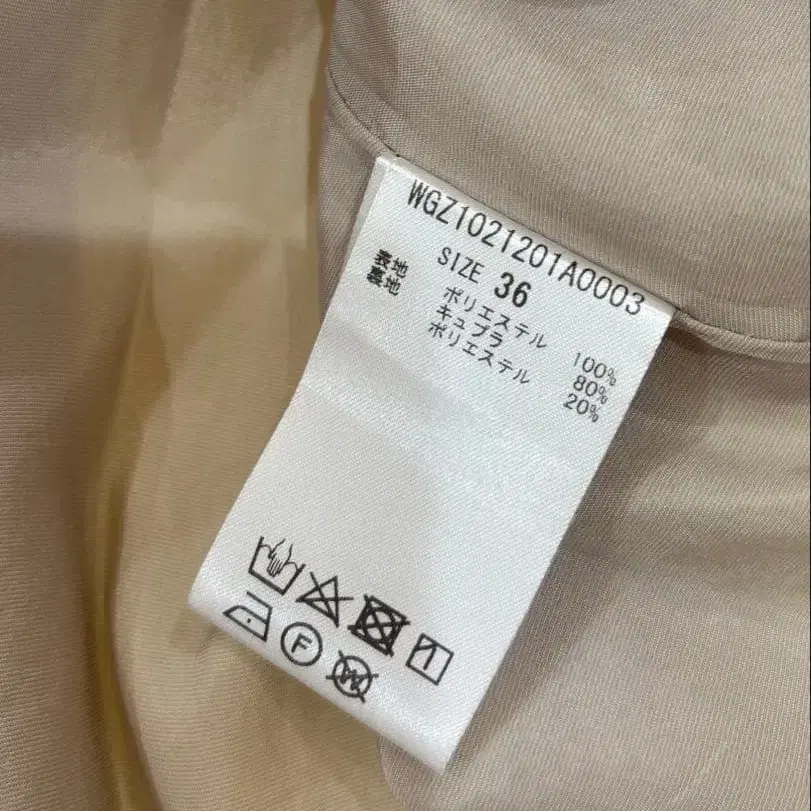 WGZ1021201A0003
SIZE 36
表地 ポリエステル 100%
裏地 キュプラ 80%
ポリエステル 20%
F
W